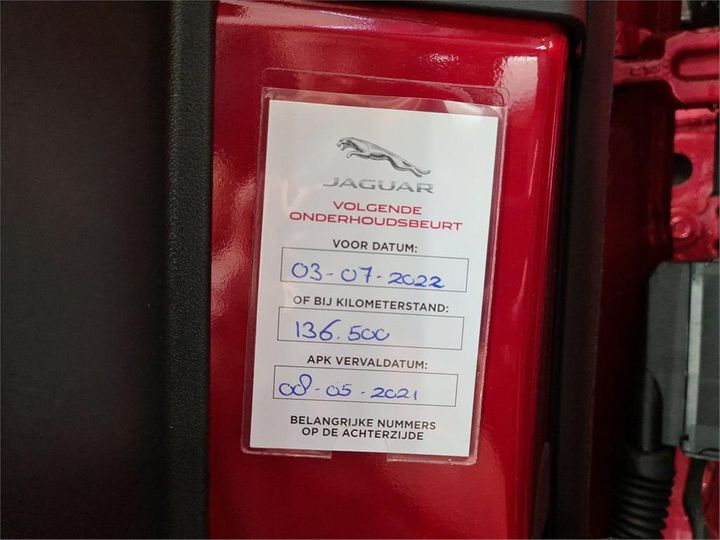 JAGUAR
VOLGENDE
ONDERHOUDSBEURT
VOOR DATUM:
03-07-2022
OF BIJ KILOMETERSTAND:
136.500
APK VERVALDATUM:
08-05-2021
BELANGRIJKE NUMMERS
OP DE ACHTERZIJDE